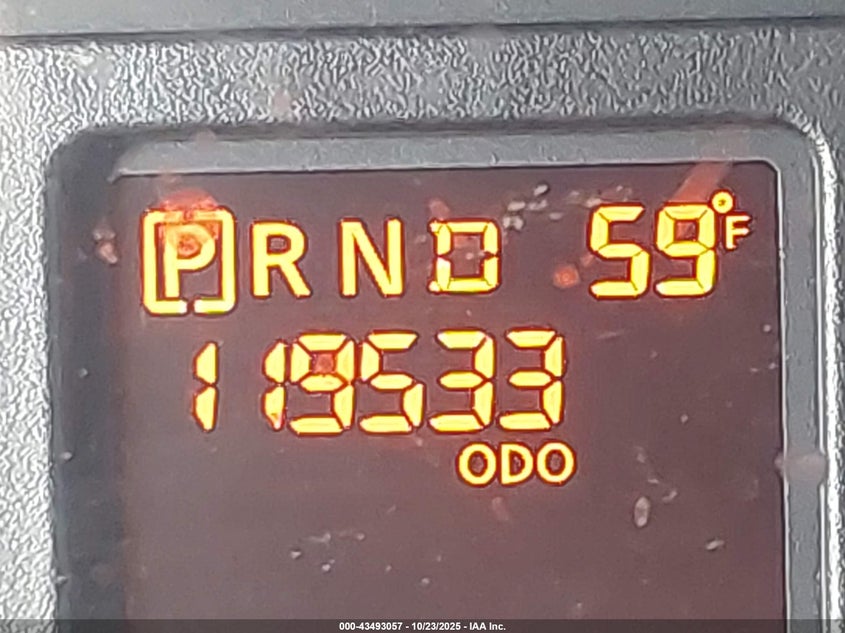 P R N D 59°F
119533
ODO
000-43493057 - 10/23/2025 - IAA Inc.